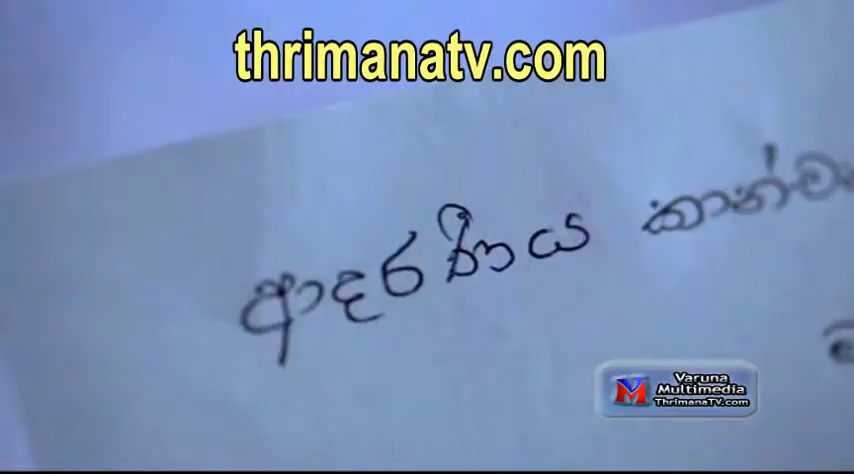 thrimanatv.com
ආදරණීය
Varuna
Multimedia
ThrimanaTV.com